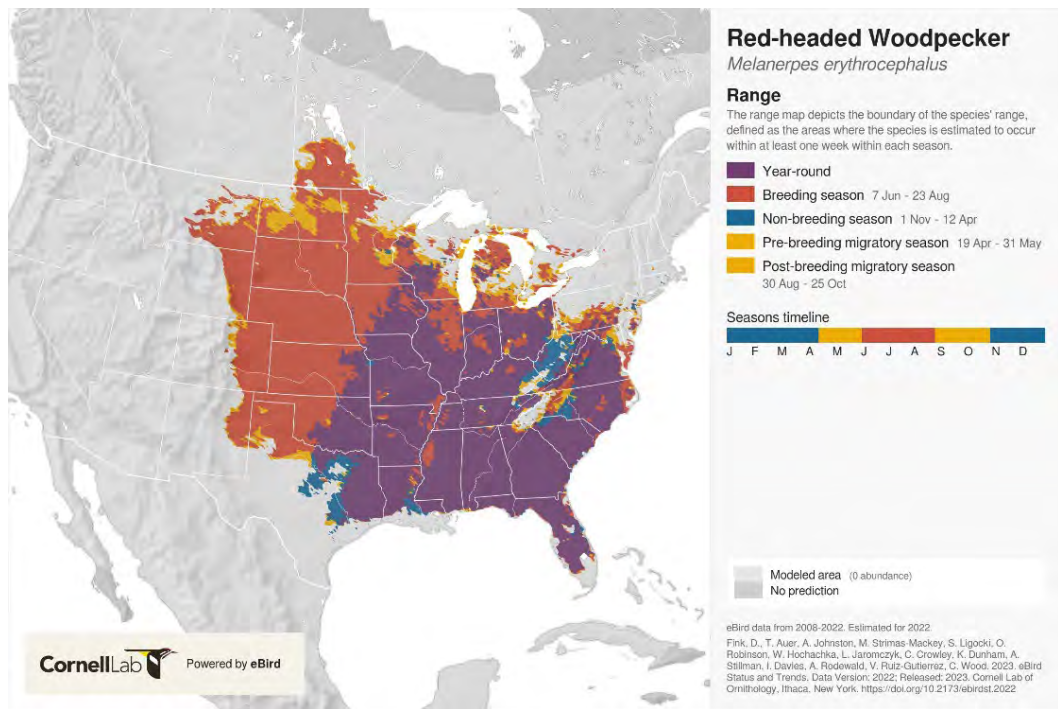 Red-headed Woodpecker
Melanerpes erythrocephalus
Range
The range map depicts the boundary of the species' range,
defined as the areas where the species is estimated to occur
within at least one week within each season.
Year-round
Breeding season 7 Jun - 23 Aug
Non-breeding season 1 Nov - 12 Apr
Pre-breeding migratory season 19 Apr - 31 May
Post-breeding migratory season
30 Aug - 25 Oct
Seasons timeline
J F M A M J J A S O N D
Modeled area (0 abundance)
No prediction
eBird data from 2008-2022. Estimated for 2022.
Fink, D., T. Auer, A. Johnston, M. Strimas-Mackey, S. Ligocki, O.
Robinson, W. Hochachka, L. Jaromczyk, C. Crowley, K. Dunham, A.
Stillman, I. Davies, A. Rodewald, V. Ruiz-Gutierrez, C. Wood. 2023. eBird
Status and Trends. Data Version: 2022; Released: 2023. Cornell Lab of
Ornithology, Ithaca, New York. https://doi.org/10.2173/ebirdst.2022
CornellLab Powered by eBird